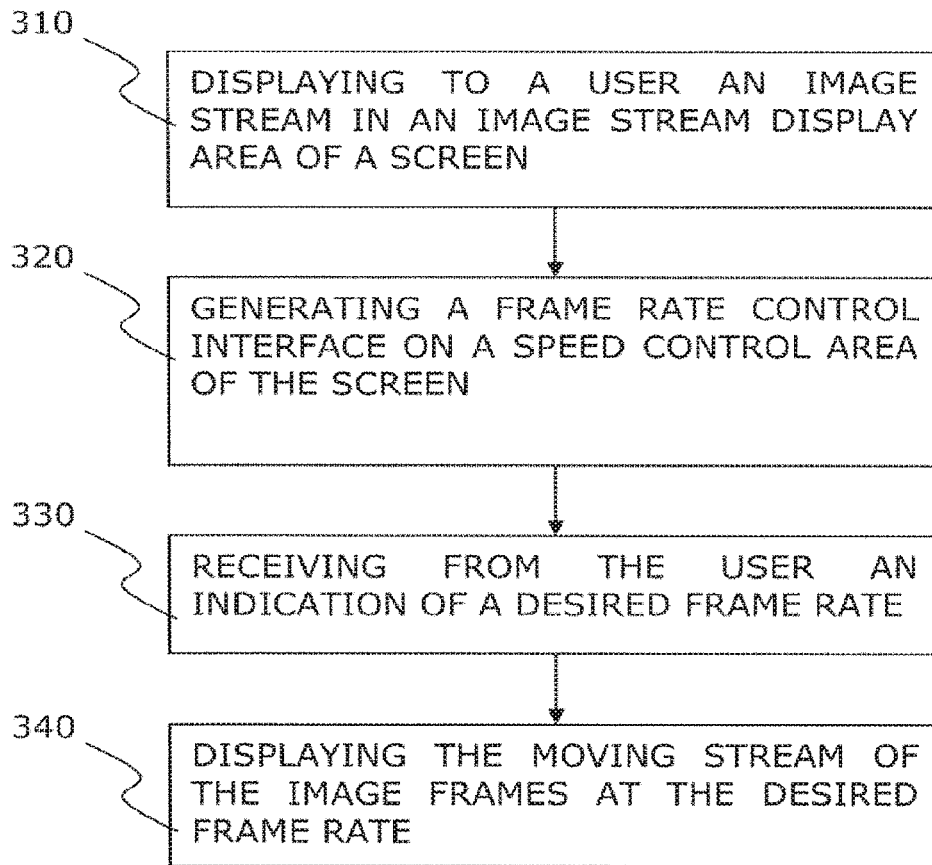 310
DISPLAYING TO A USER AN IMAGE
STREAM IN AN IMAGE STREAM DISPLAY
AREA OF A SCREEN
320
GENERATING A FRAME RATE CONTROL
INTERFACE ON A SPEED CONTROL AREA
OF THE SCREEN
330
RECEIVING FROM THE USER AN
INDICATION OF A DESIRED FRAME RATE
340
DISPLAYING THE MOVING STREAM OF
THE IMAGE FRAMES AT THE DESIRED
FRAME RATE